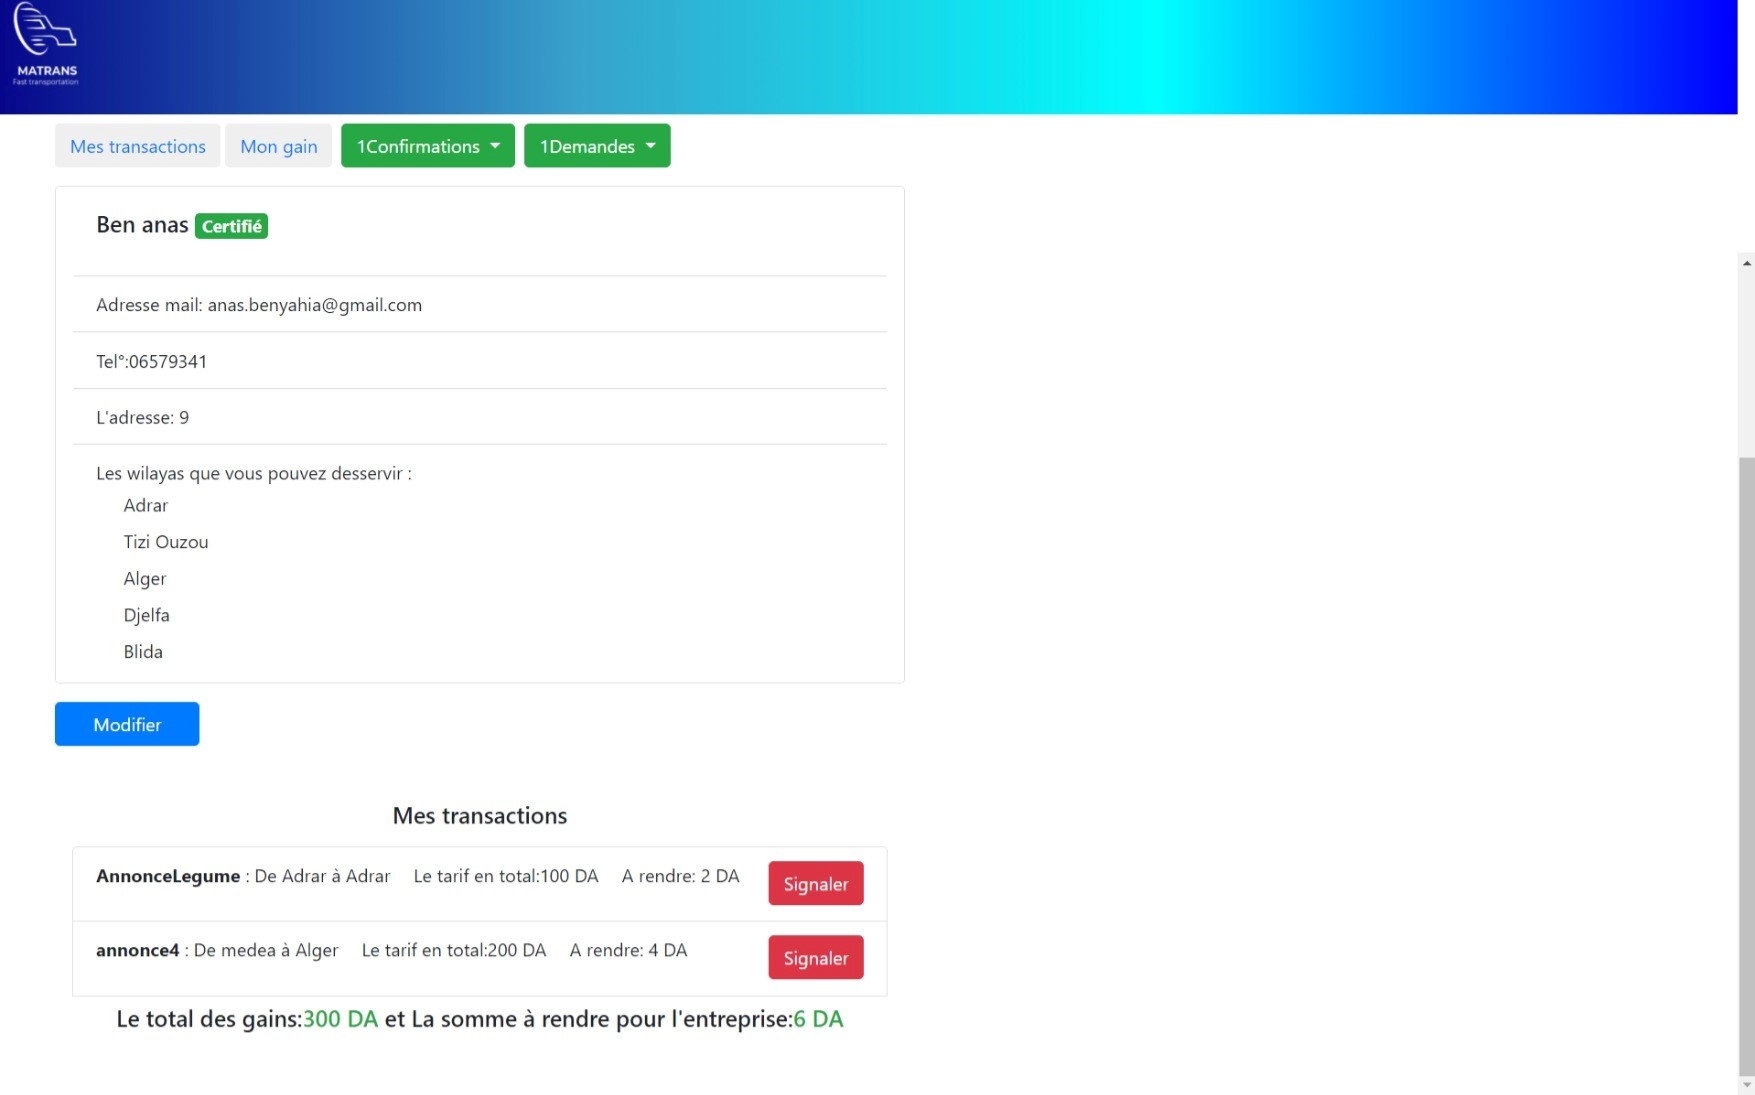 MATRANS
Fast transportation
Mes transactions Mon gain 1Confirmations 1Demandes
Ben anas Certifié
Adresse mail: anas.benyahia@gmail.com
Tel°:06579341
L'adresse: 9
Les wilayas que vous pouvez desservir :
Adrar
Tizi Ouzou
Alger
Djelfa
Blida
Modifier
Mes transactions
AnnonceLegume : De Adrar à Adrar Le tarif en total:100 DA A rendre: 2 DA Signaler
annonce4 : De medea à Alger Le tarif en total:200 DA A rendre: 4 DA Signaler
Le total des gains:300 DA et La somme à rendre pour l'entreprise:6 DA